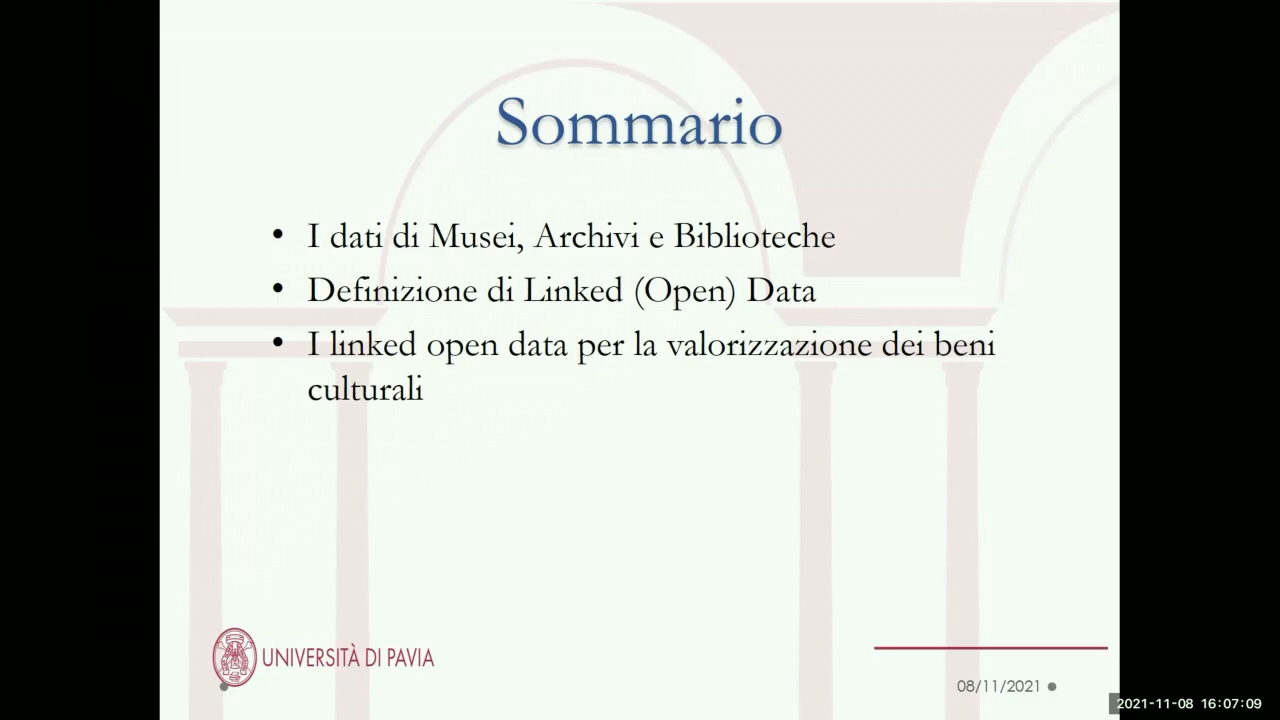 Sommario
• I dati di Musei, Archivi e Biblioteche
• Definizione di Linked (Open) Data
• I linked open data per la valorizzazione dei beni
culturali
UNIVERSITÀ DI PAVIA
08/11/2021
2021-11-08 16:07:09